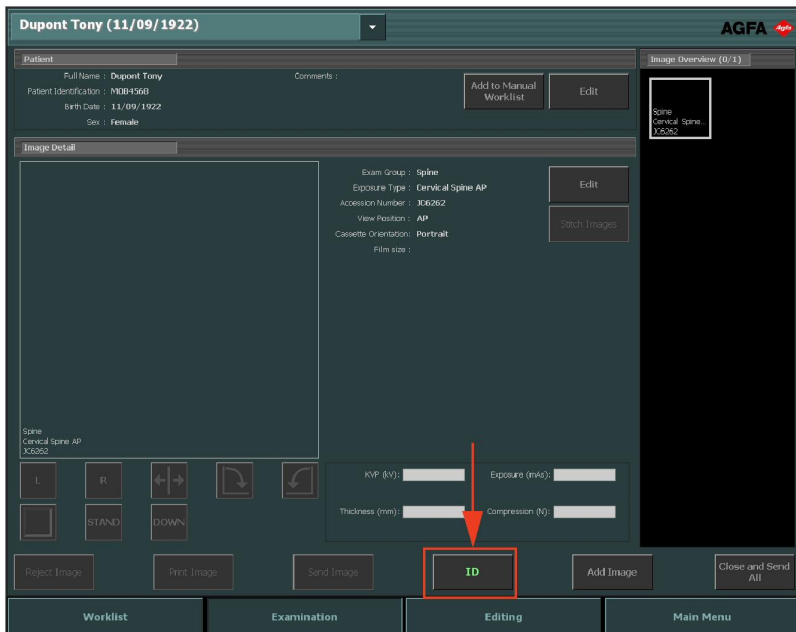 Dupont Tony (11/09/1922)
AGFA
Agfa
Patient
Full Name : Dupont Tony
Patient Identification : MOB456B
Birth Date : 11/09/1922
Sex : Female
Comments :
Add to Manual
Worklist
Edit
Image Overview (0/1)
Spine
Cervical Spine...
JC6262
Image Detail
Exam Group : Spine
Exposure Type : Cervical Spine AP
Accession Number : JC6262
View Position : AP
Cassette Orientation: Portrait
Film size :
Edit
Stitch Images
Spine
Cervical Spine AP
JC6262
L
R
STAND
DOWN
KVP (kV):
Exposure (mAs):
Thickness (mm):
Compression (N):
Reject Image
Print Image
Send Image
ID
Add Image
Close and Send
All
Worklist
Examination
Editing
Main Menu